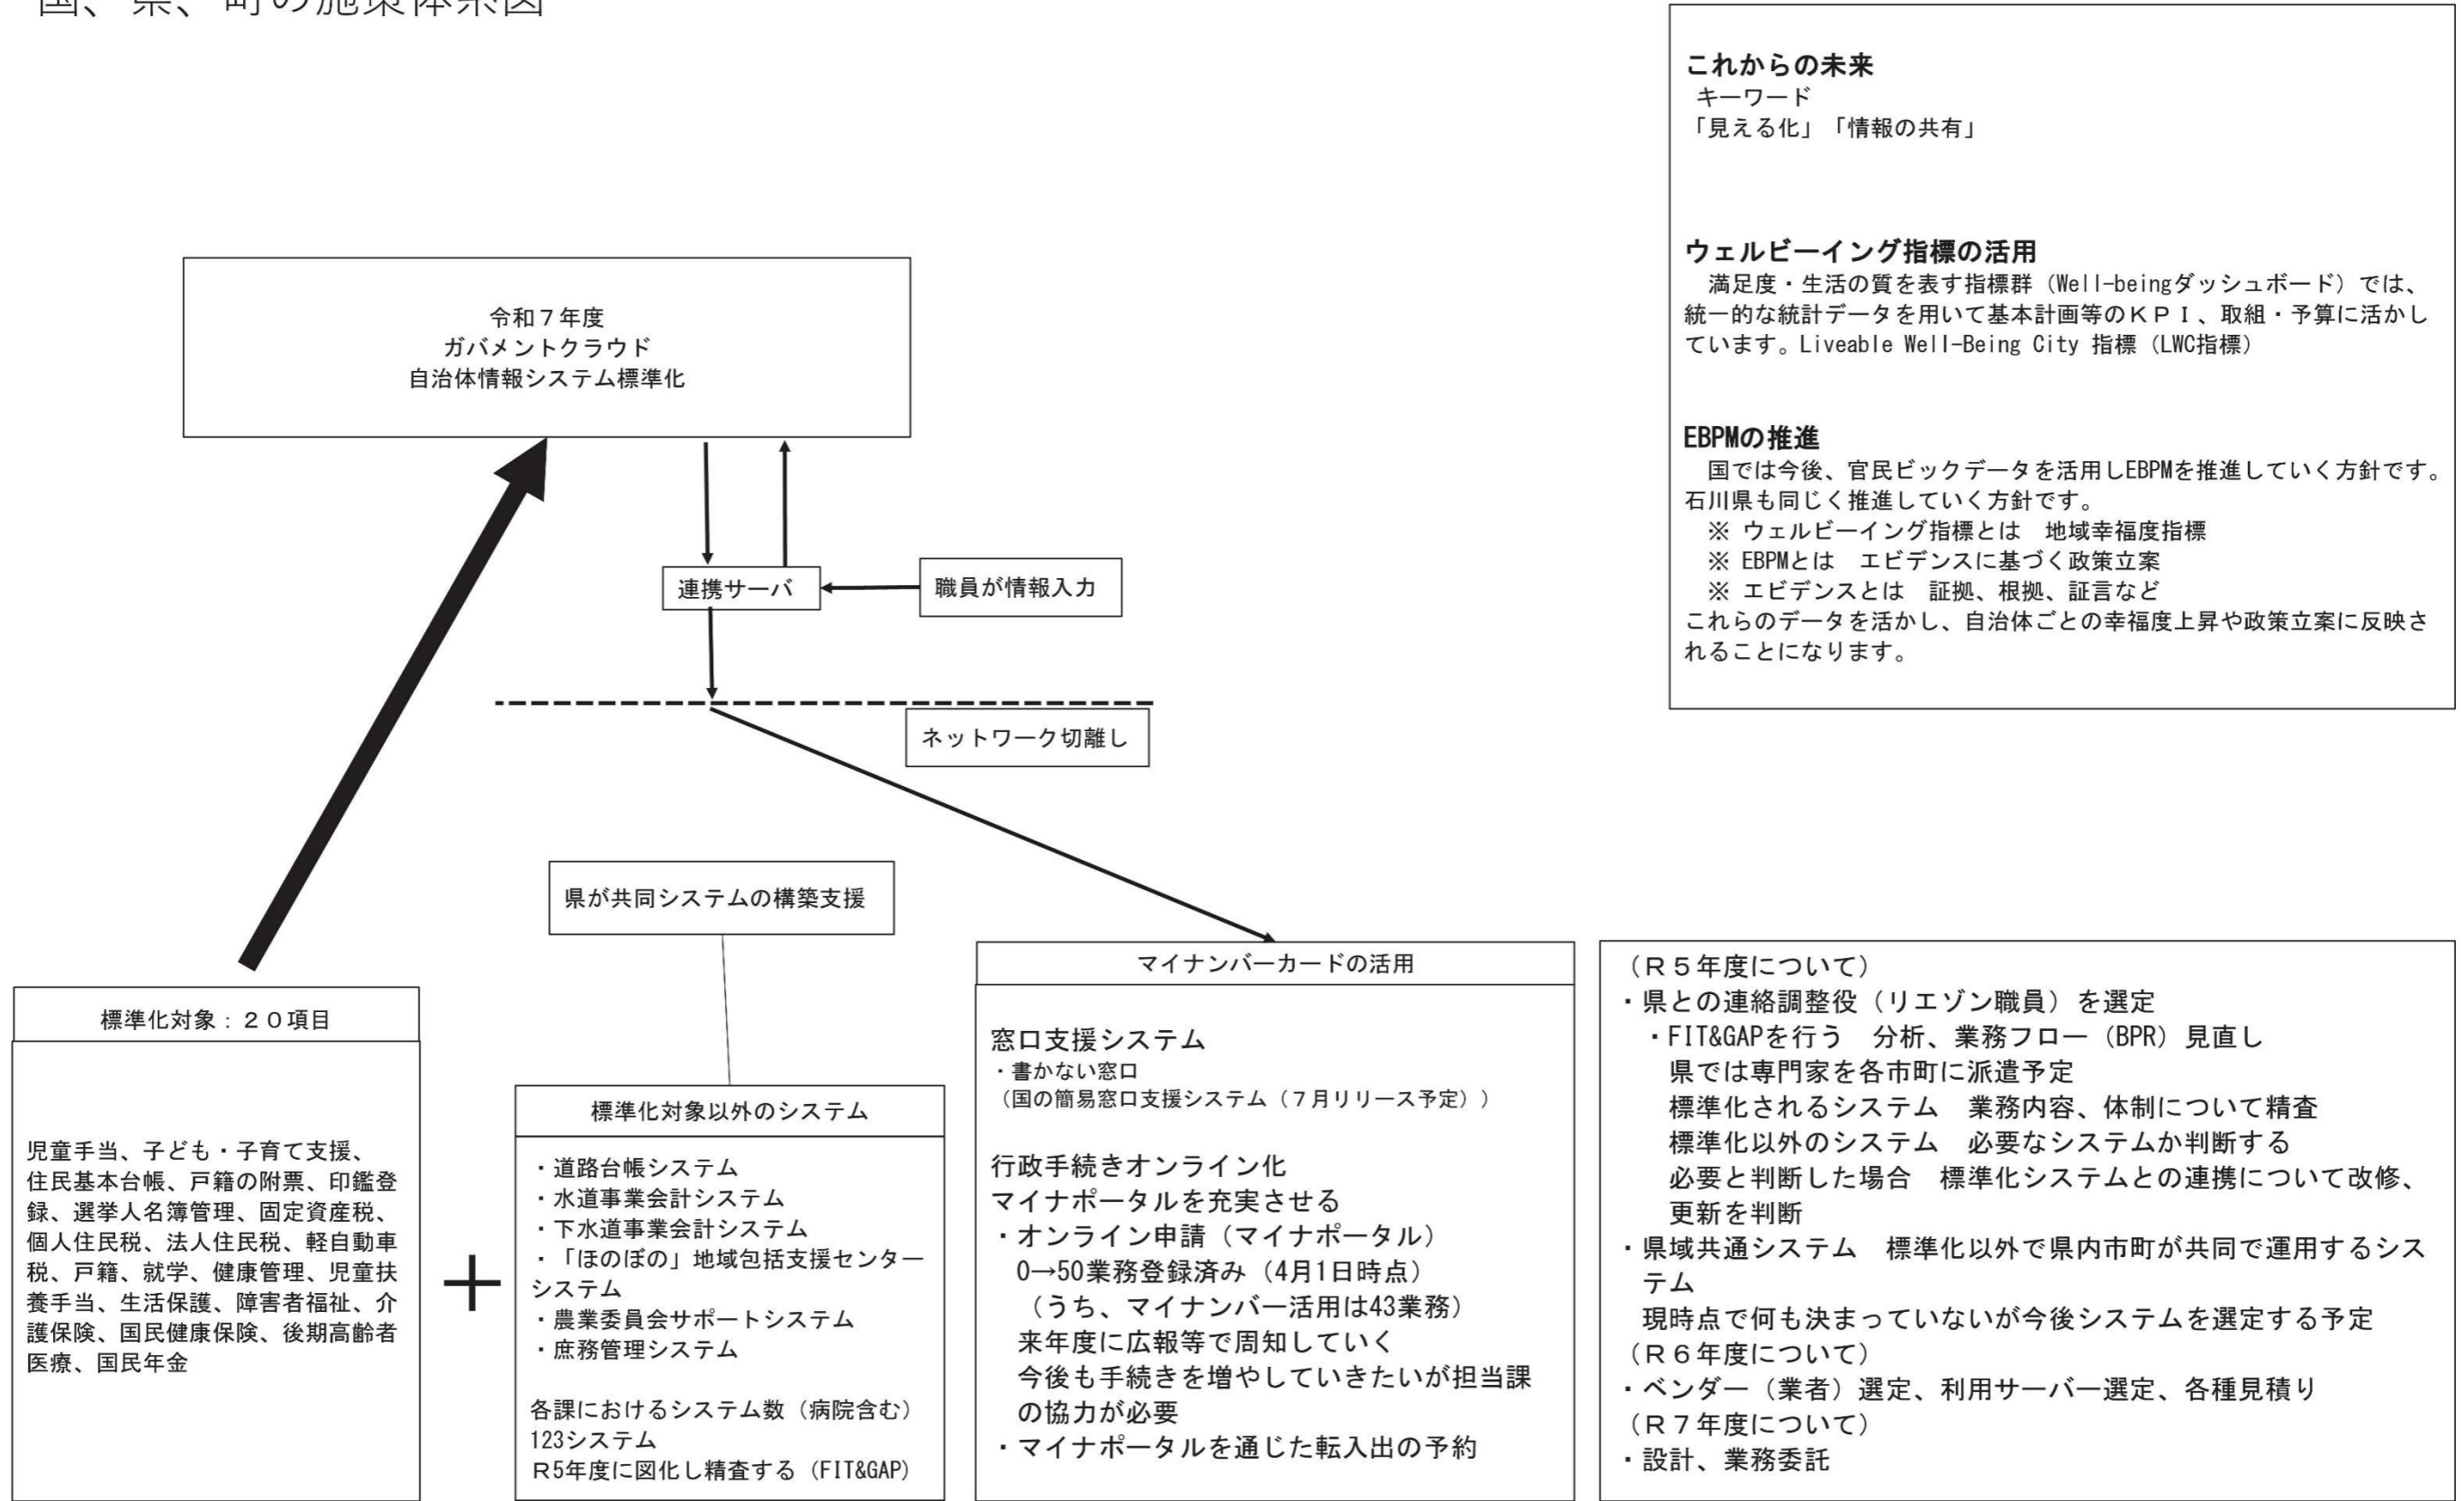 国、県、町の施策体系図
これからの未来
キーワード
「見える化」「情報の共有」
ウェルビーイング指標の活用
満足度・生活の質を表す指標群（Well-beingダッシュボード）では、
統一的な統計データを用いて基本計画等のＫＰＩ、取組・予算に活かし
ています。Liveable Well-Being City 指標（LWC指標）
EBPMの推進
国では今後、官民ビックデータを活用しEBPMを推進していく方針です。
石川県も同じく推進していく方針です。
※ ウェルビーイング指標とは　地域幸福度指標
※ EBPMとは　エビデンスに基づく政策立案
※ エビデンスとは　証拠、根拠、証言など
これらのデータを活かし、自治体ごとの幸福度上昇や政策立案に反映さ
れることになります。
令和７年度
ガバメントクラウド
自治体情報システム標準化
連携サーバ
職員が情報入力
ネットワーク切離し
県が共同システムの構築支援
標準化対象：２０項目
児童手当、子ども・子育て支援、
住民基本台帳、戸籍の附票、印鑑登
録、選挙人名簿管理、固定資産税、
個人住民税、法人住民税、軽自動車
税、戸籍、就学、健康管理、児童扶
養手当、生活保護、障害者福祉、介
護保険、国民健康保険、後期高齢者
医療、国民年金
＋
標準化対象以外のシステム
・道路台帳システム
・水道事業会計システム
・下水道事業会計システム
・「ほのぼの」地域包括支援センター
システム
・農業委員会サポートシステム
・庶務管理システム
各課におけるシステム数（病院含む）
123システム
Ｒ5年度に図化し精査する（FIT&GAP）
マイナンバーカードの活用
窓口支援システム
・書かない窓口
（国の簡易窓口支援システム（７月リリース予定））
行政手続きオンライン化
マイナポータルを充実させる
・オンライン申請（マイナポータル）
0→50業務登録済み（4月1日時点）
（うち、マイナンバー活用は43業務）
来年度に広報等で周知していく
今後も手続きを増やしていきたいが担当課
の協力が必要
・マイナポータルを通じた転入出の予約
（Ｒ５年度について）
・県との連絡調整役（リエゾン職員）を選定
・FIT&GAPを行う　分析、業務フロー（BPR）見直し
県では専門家を各市町に派遣予定
標準化されるシステム　業務内容、体制について精査
標準化以外のシステム　必要なシステムか判断する
必要と判断した場合　標準化システムとの連携について改修、
更新を判断
・県域共通システム　標準化以外で県内市町が共同で運用するシス
テム
現時点で何も決まっていないが今後システムを選定する予定
（Ｒ６年度について）
・ベンダー（業者）選定、利用サーバー選定、各種見積り
（Ｒ７年度について）
・設計、業務委託